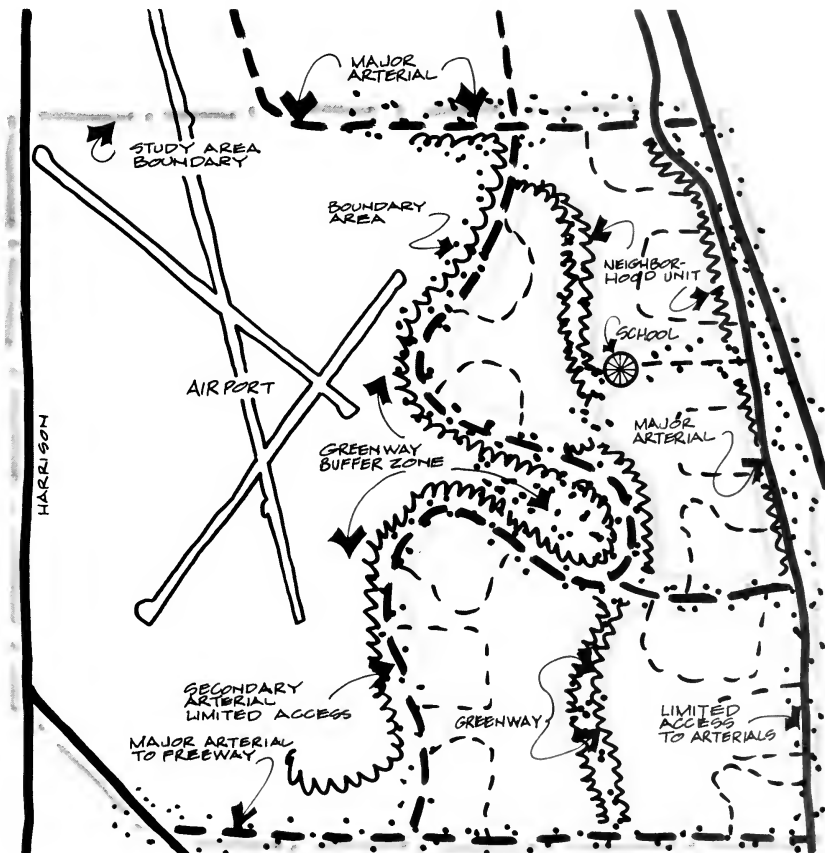 MAJOR
ARTERIAL
STUDY AREA
BOUNDARY
BOUNDARY
AREA
NEIGHBOR-
HOOD UNIT
SCHOOL
AIRPORT
MAJOR
ARTERIAL
GREENWAY
BUFFER ZONE
HARRISON
SECONDARY
ARTERIAL
LIMITED ACCESS
GREENWAY
LIMITED
ACCESS
TO ARTERIALS
MAJOR ARTERIAL
TO FREEWAY